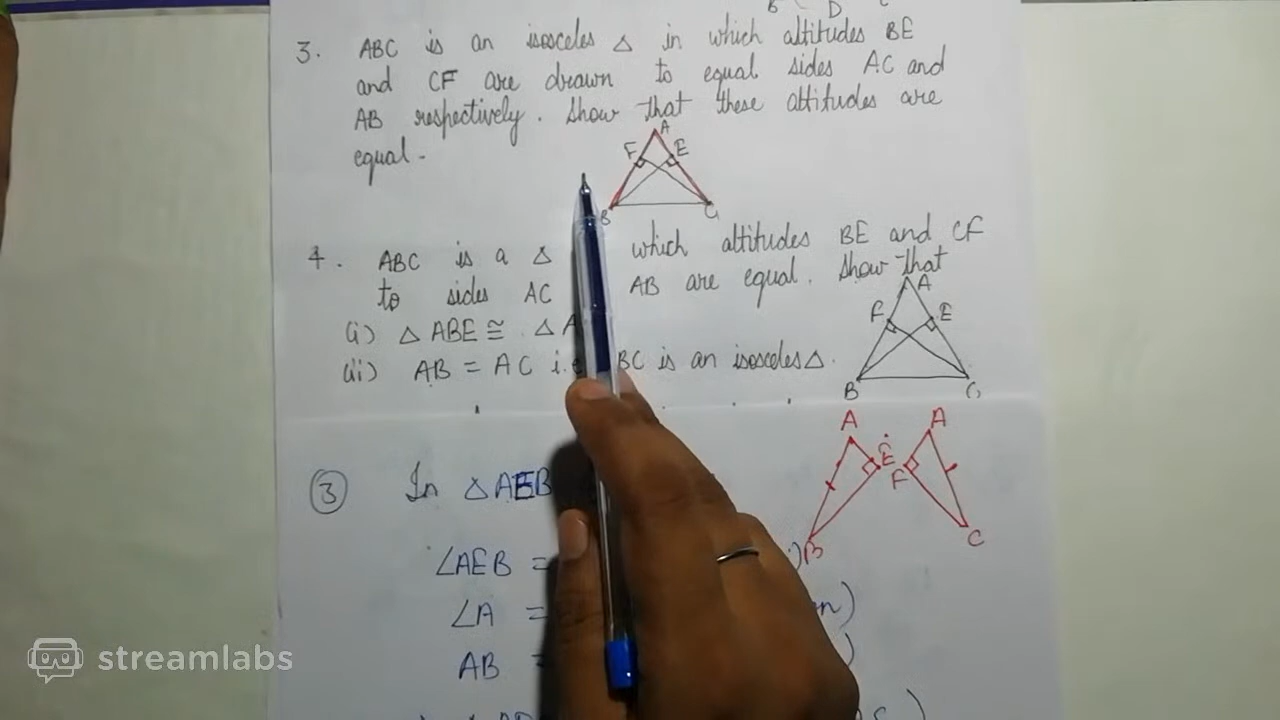 B D C
3. ABC is an isosceles △ in which altitudes BE
and CF are drawn to equal sides AC and
AB respectively. Show that these altitudes are
equal.
A
F E
B C
4. ABC is a △ which altitudes BE and CF
to sides AC AB are equal. Show that
(i) △ ABE ≅ △ A
(ii) AB = AC i.e BC is an isosceles △.
A
F E
B C
A A
E F
B C
③ In △AEB
∠AEB =
∠A =
AB =
streamlabs